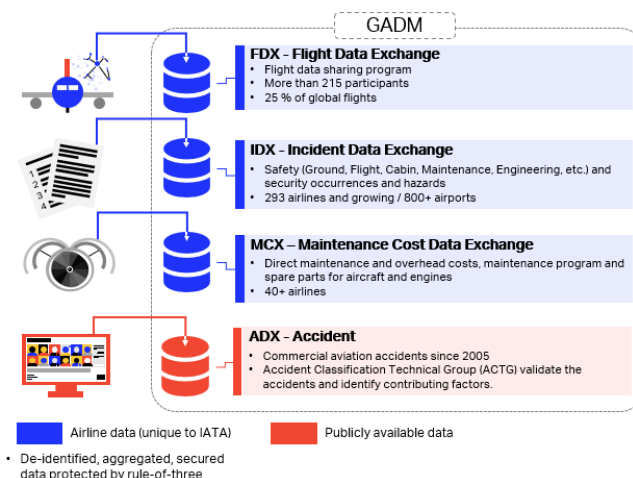 GADM
FDX - Flight Data Exchange
• Flight data sharing program
• More than 215 participants
• 25 % of global flights
IDX - Incident Data Exchange
• Safety (Ground, Flight, Cabin, Maintenance, Engineering, etc.) and
security occurrences and hazards
• 293 airlines and growing / 800+ airports
1
2
3
4
MCX – Maintenance Cost Data Exchange
• Direct maintenance and overhead costs, maintenance program and
spare parts for aircraft and engines
• 40+ airlines
ADX - Accident
• Commercial aviation accidents since 2005
• Accident Classification Technical Group (ACTG) validate the
accidents and identify contributing factors.
Airline data (unique to IATA)
Publicly available data
• De-identified, aggregated, secured
data protected by rule-of-three